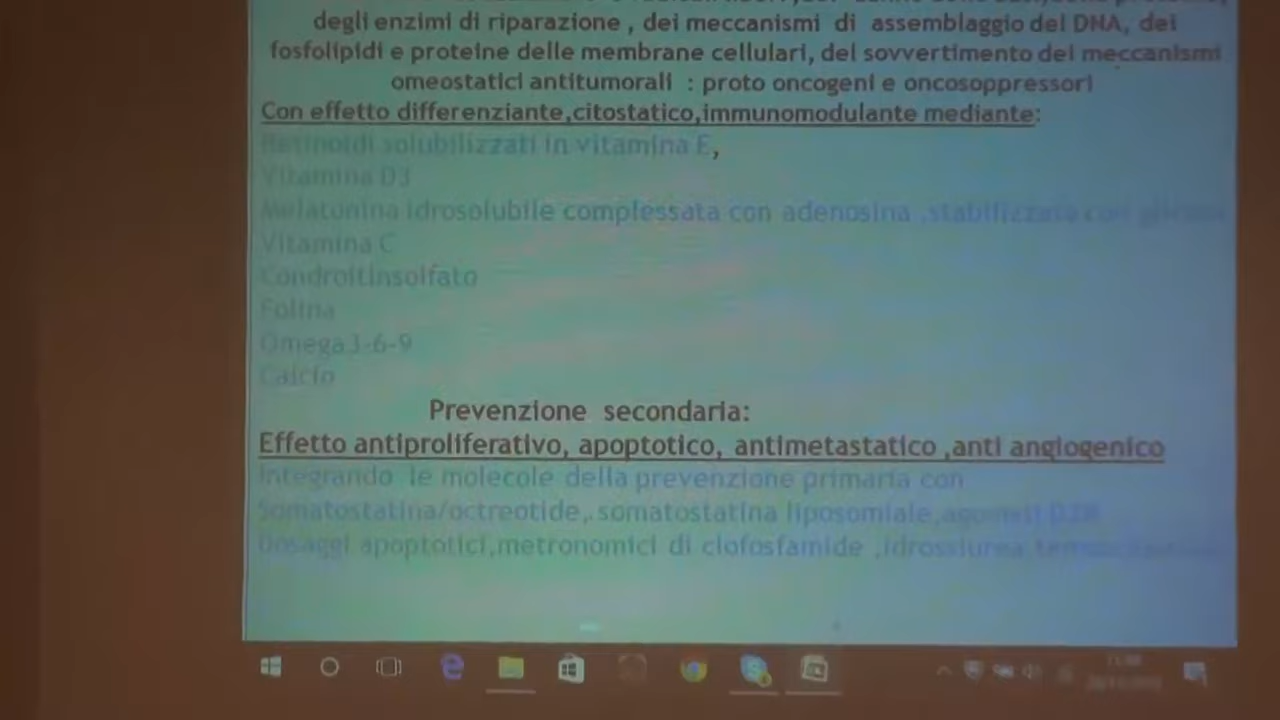 degli enzimi di riparazione , dei meccanismi di assemblaggio del DNA, dei
fosfolipidi e proteine delle membrane cellulari, del sovvertimento dei meccanismi
omeostatici antitumorali : proto oncogeni e oncosoppressori
Con effetto differenziante,citostatico,immunomodulante mediante:
Retinoidi solubilizzati in vitamina E,
Vitamina D3
Melatonina idrosolubile complessata con adenosina ,stabilizzata con
Vitamina C
Condroitinsolfato
Folina
Omega3-6-9
Calcio
Prevenzione secondaria:
Effetto antiproliferativo, apoptotico, antimetastatico ,anti angiogenico
Integrando le molecole della prevenzione primaria con
Somatostatina/octreotide, somatostatina liposomiale,
Dosaggi apoptotici,metronomici di clofosfamide ,idrossiurea